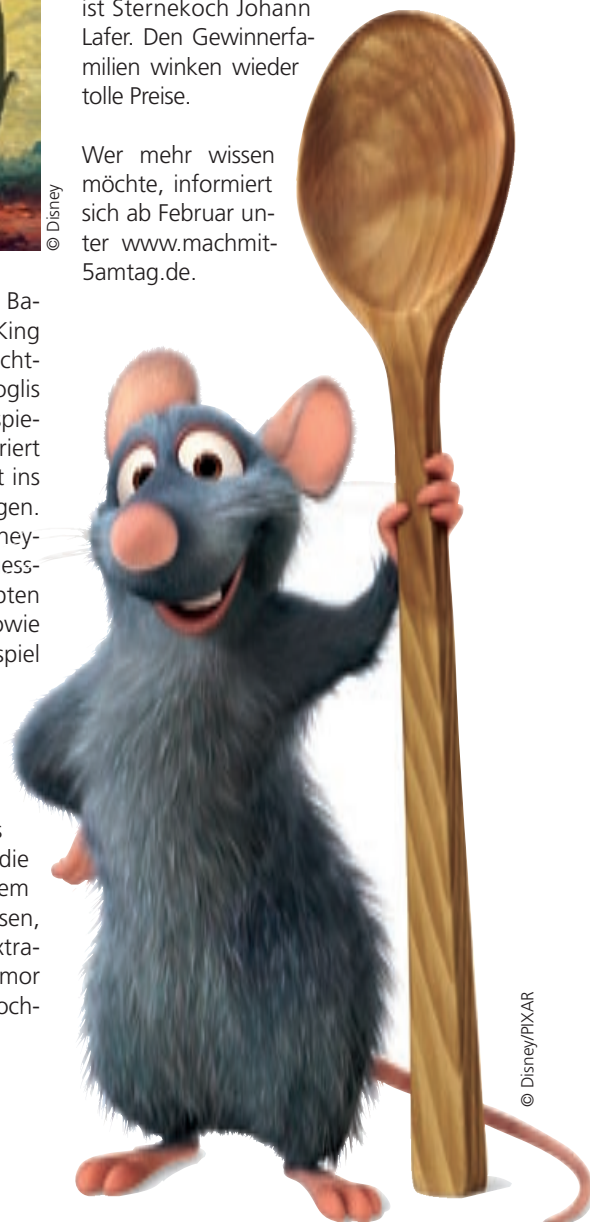 ist Sternekoch Johann
Lafer. Den Gewinnerfa-
milien winken wieder
tolle Preise.
Wer mehr wissen
möchte, informiert
sich ab Februar un-
ter www.machmit-
5amtag.de.
© Disney
Ba-
King
cht-
oglis
spie-
riert
t ins
gen.
ney-
ess-
oten
owie
spiel
die
em
sen,
xtra-
mor
och-
© Disney/PIXAR